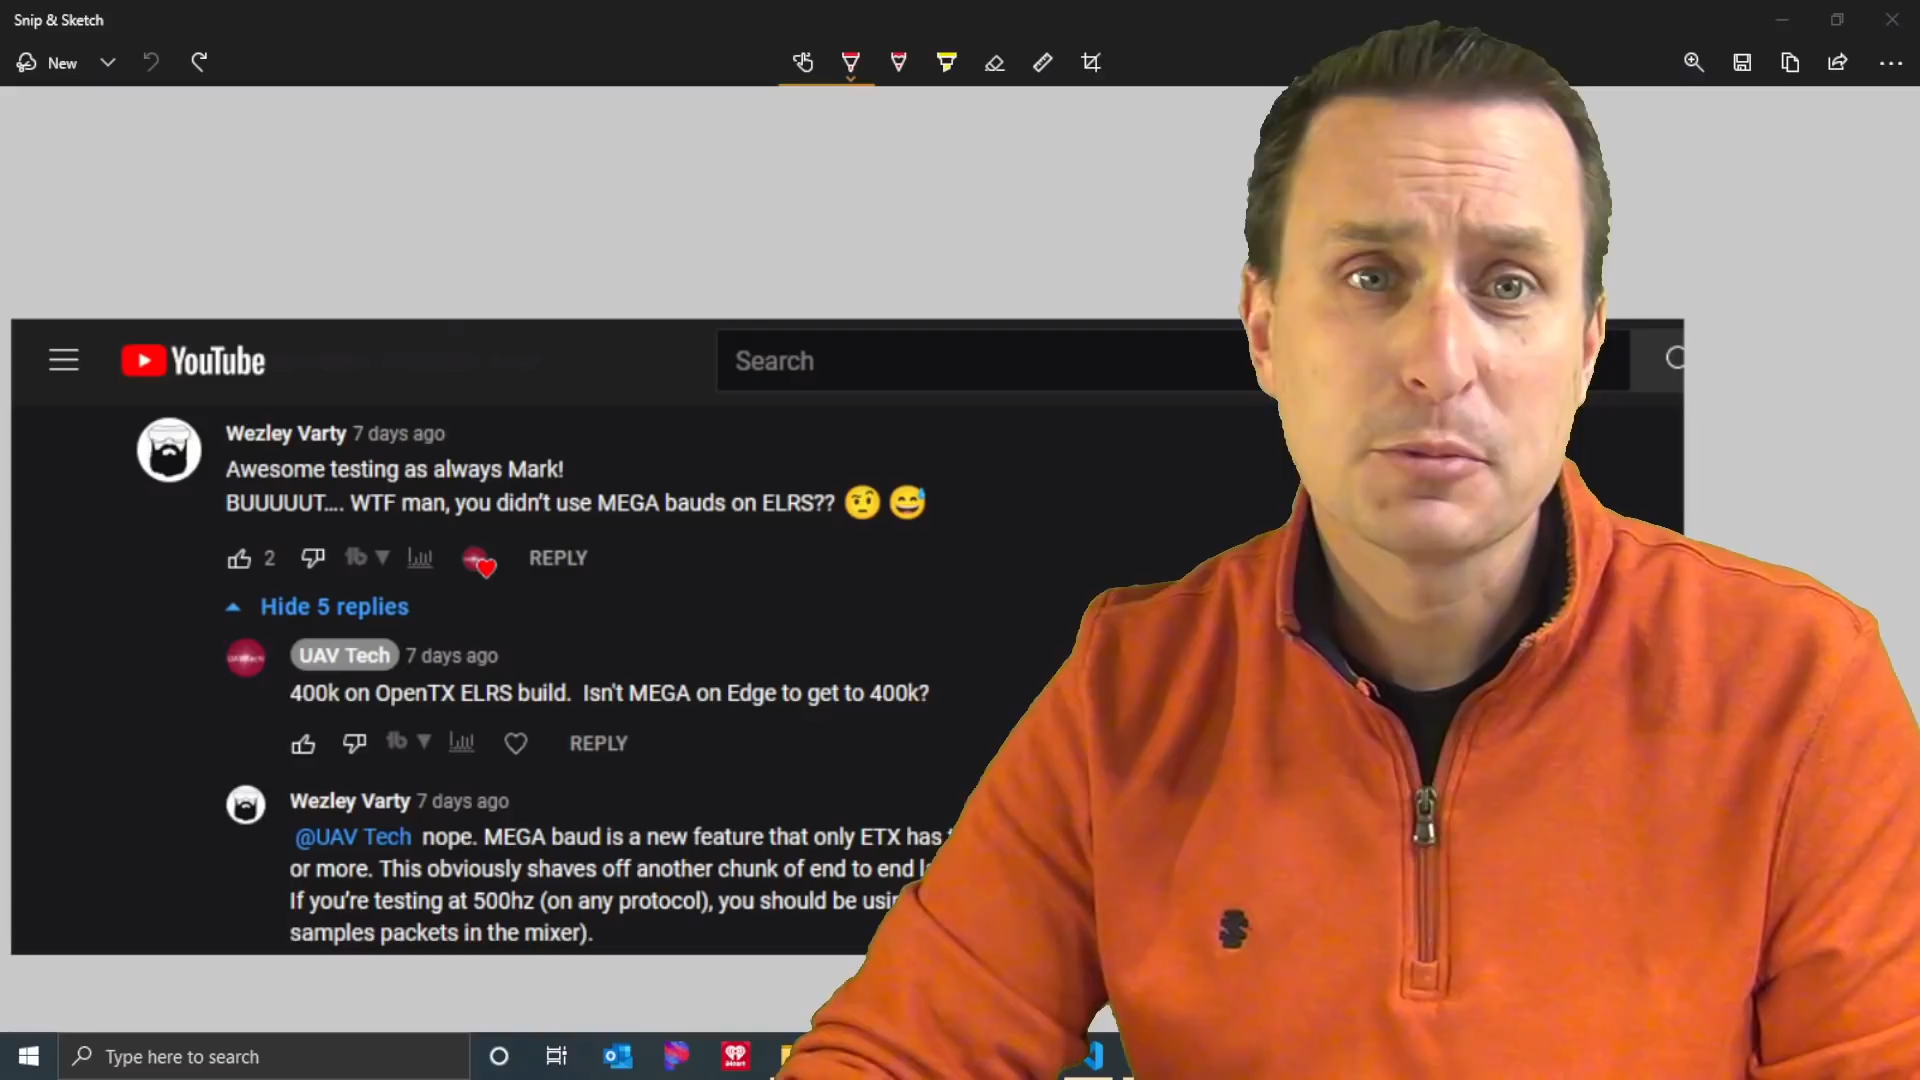 Snip & Sketch
New
YouTube
Search
Wezley Varty 7 days ago
Awesome testing as always Mark!
BUUUUUT.... WTF man, you didn't use MEGA bauds on ELRS??
2
REPLY
Hide 5 replies
UAV Tech 7 days ago
400k on OpenTX ELRS build. Isn't MEGA on Edge to get to 400k?
REPLY
Wezley Varty 7 days ago
@UAV Tech nope. MEGA baud is a new feature that only ETX has
or more. This obviously shaves off another chunk of end to end
If you're testing at 500hz (on any protocol), you should be
samples packets in the mixer).
Type here to search